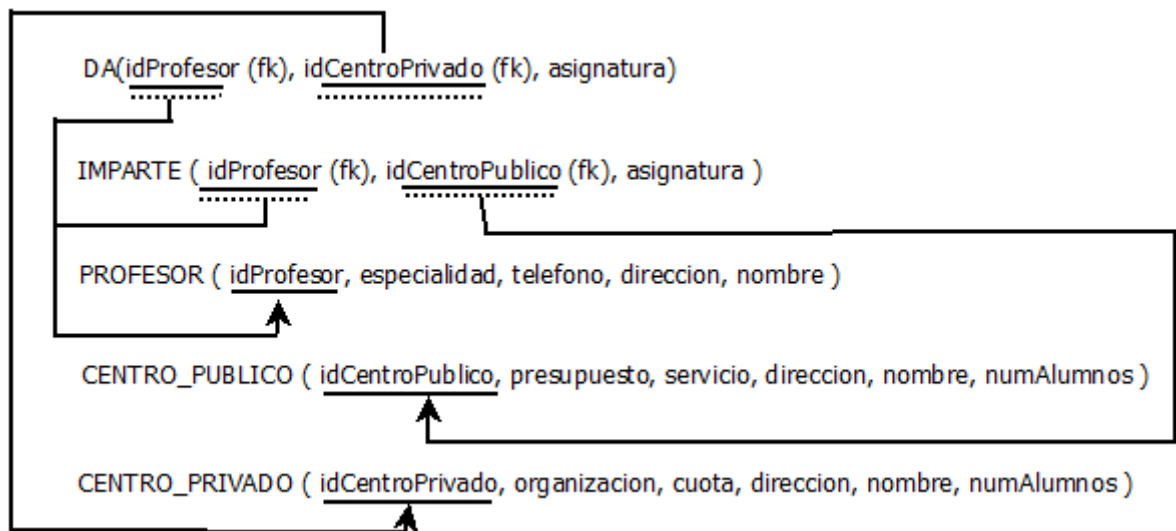 DA(idProfesor (fk), idCentroPrivado (fk), asignatura)
IMPARTE ( idProfesor (fk), idCentroPublico (fk), asignatura )
PROFESOR ( idProfesor, especialidad, telefono, direccion, nombre )
CENTRO_PUBLICO ( idCentroPublico, presupuesto, servicio, direccion, nombre, numAlumnos )
CENTRO_PRIVADO ( idCentroPrivado, organizacion, cuota, direccion, nombre, numAlumnos )